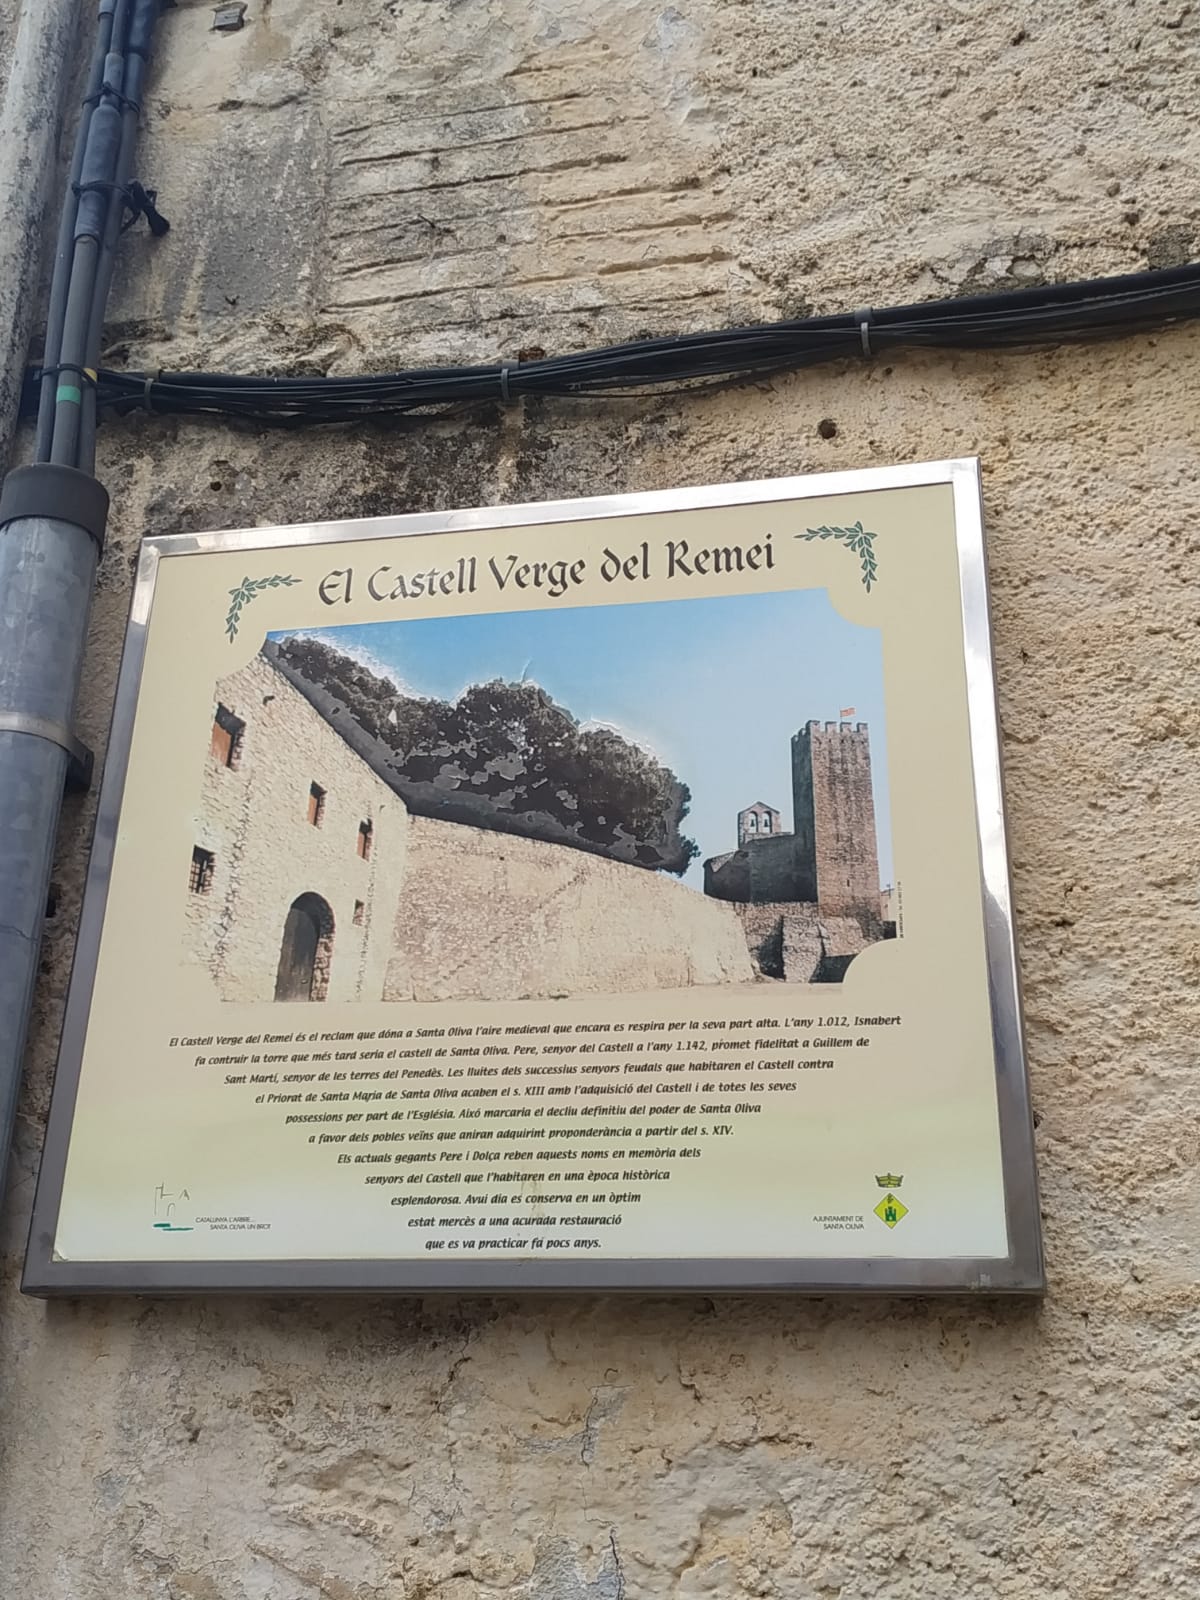 El Castell Verge del Remei
El Castell Verge del Remei és el reclam que dóna a Santa Oliva l'aire medieval que encara es respira per la seva part alta. L'any 1.012, Isnabert
fa contruir la torre que més tard seria el castell de Santa Oliva. Pere, senyor del Castell a l'any 1.142, promet fidelitat a Guillem de
Sant Martí, senyor de les terres del Penedès. Les lluites dels successius senyors feudals que habitaren el Castell contra
el Priorat de Santa Maria de Santa Oliva acaben el s. XIII amb l'adquisició del Castell i de totes les seves
possessions per part de l'Església. Aixó marcaria el decliu definitiu del poder de Santa Oliva
a favor dels pobles veïns que aniran adquirint proponderància a partir del s. XIV.
Els actuals gegants Pere i Dolça reben aquests noms en memòria dels
senyors del Castell que l'habitaren en una època històrica
esplendorosa. Avui dia es conserva en un òptim
estat mercès a una acurada restauració
que es va practicar fa pocs anys.
CATALUNYA L'ARBRE...
SANTA OLIVA UN BROT
AJUNTAMENT DE
SANTA OLIVA